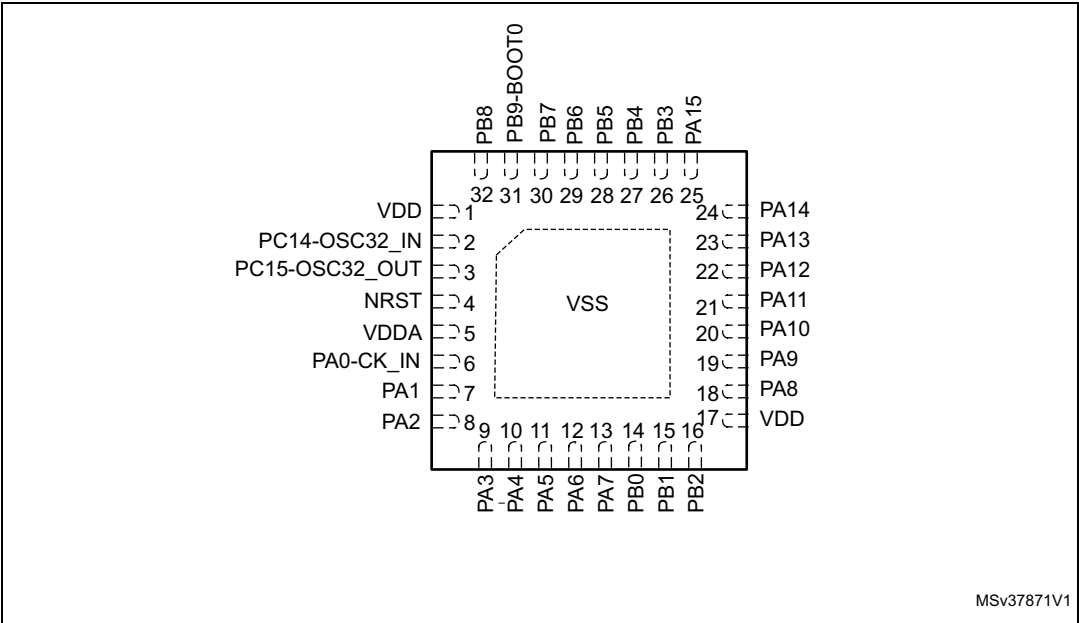 PB8
PB9-BOOT0
PB7
PB6
PB5
PB4
PB3
PA15
32 31 30 29 28 27 26 25
VDD 1
PC14-OSC32_IN 2
PC15-OSC32_OUT 3
NRST 4
VDDA 5
PA0-CK_IN 6
PA1 7
PA2 8
VSS
24 PA14
23 PA13
22 PA12
21 PA11
20 PA10
19 PA9
18 PA8
17 VDD
9 10 11 12 13 14 15 16
PA3
PA4
PA5
PA6
PA7
PB0
PB1
PB2
MSv37871V1